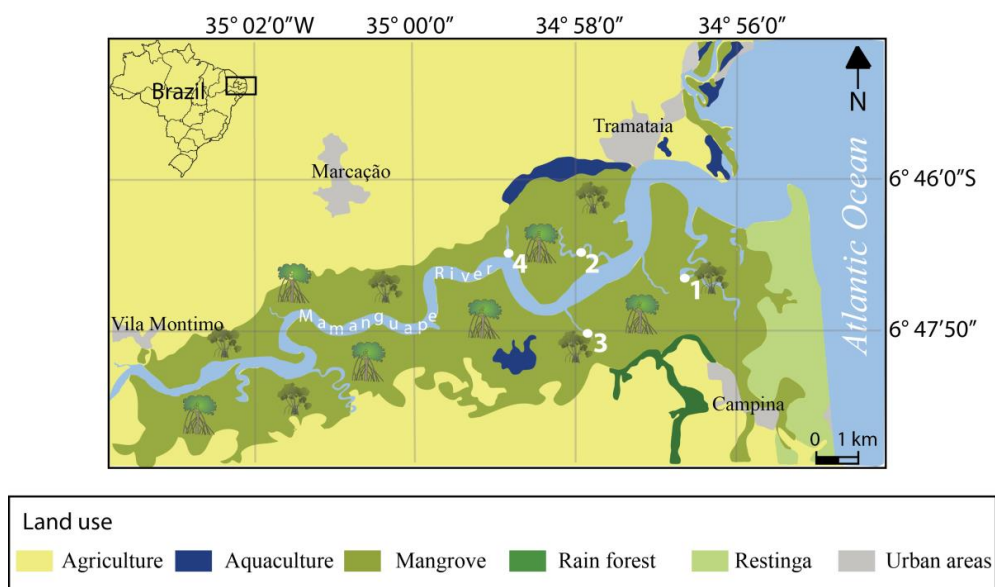 35° 02′0″W 35° 00′0″ 34° 58′0″ 34° 56′0″
Brazil
N
Tramataia
Marcação
6° 46′0″S
Atlantic Ocean
4
2
1
River
Mamanguape
Vila Montimo
3
6° 47′50″
Campina
0 1 km
Land use
Agriculture Aquaculture Mangrove Rain forest Restinga Urban areas